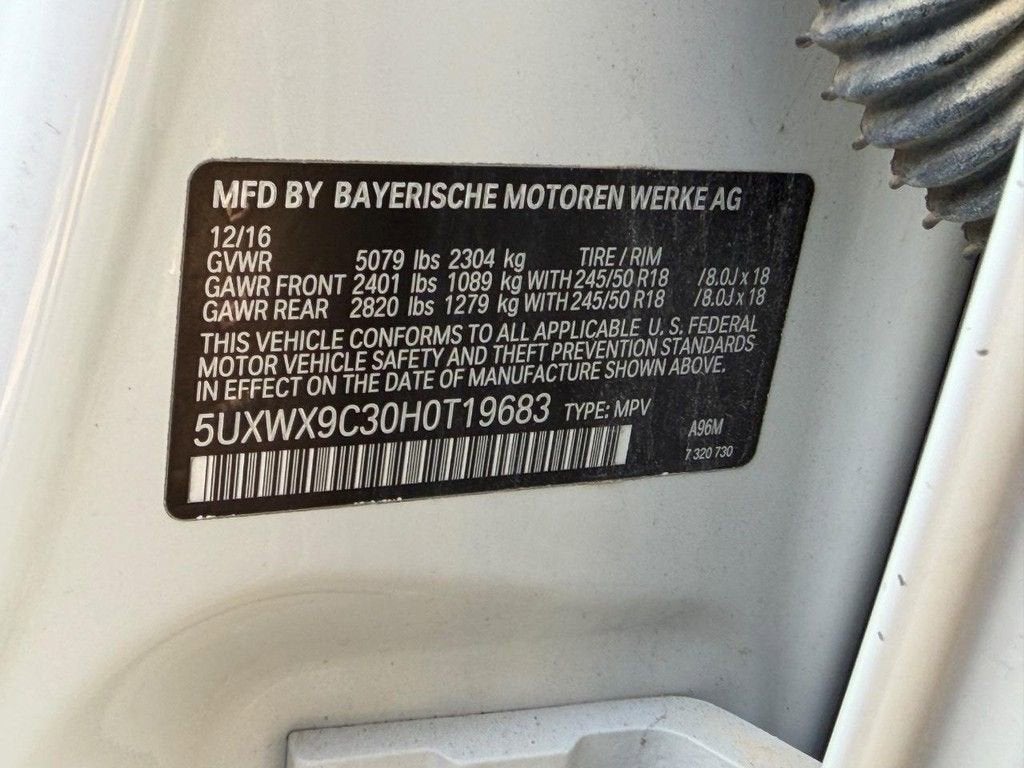 MFD BY BAYERISCHE MOTOREN WERKE AG
12/16
GVWR 5079 lbs 2304 kg TIRE / RIM
GAWR FRONT 2401 lbs 1089 kg WITH 245/50 R18 /8.0J x 18
GAWR REAR 2820 lbs 1279 kg WITH 245/50 R18 /8.0J x 18
THIS VEHICLE CONFORMS TO ALL APPLICABLE U. S. FEDERAL
MOTOR VEHICLE SAFETY AND THEFT PREVENTION STANDARDS
IN EFFECT ON THE DATE OF MANUFACTURE SHOWN ABOVE.
5UXWX9C30H0T19683 TYPE: MPV
A96M
7 320 730